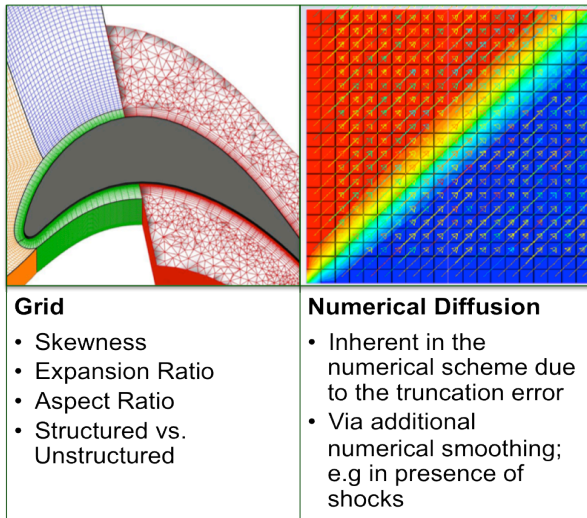 Grid
• Skewness
• Expansion Ratio
• Aspect Ratio
• Structured vs.
Unstructured
Numerical Diffusion
• Inherent in the
numerical scheme due
to the truncation error
• Via additional
numerical smoothing;
e.g in presence of
shocks